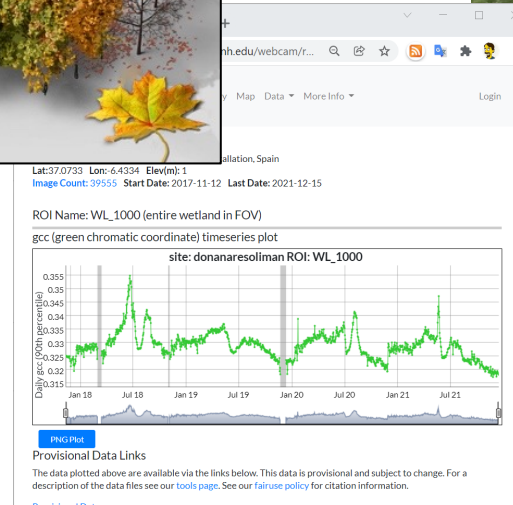 nh.edu/webcam/r...
Map Data More Info Login
allation, Spain
Lat:37.0733 Lon:-6.4334 Elev(m): 1
Image Count: 39555 Start Date: 2017-11-12 Last Date: 2021-12-15
ROI Name: WL_1000 (entire wetland in FOV)
gcc (green chromatic coordinate) timeseries plot
site: donanaresoliman ROI: WL_1000
Daily gcc (90th percentile)
0.355
0.35
0.345
0.34
0.335
0.33
0.325
0.32
0.315
Jan 18 Jul 18 Jan 19 Jul 19 Jan 20 Jul 20 Jan 21 Jul 21
PNG Plot
Provisional Data Links
The data plotted above are available via the links below. This data is provisional and subject to change. For a
description of the data files see our tools page. See our fairuse policy for citation information.